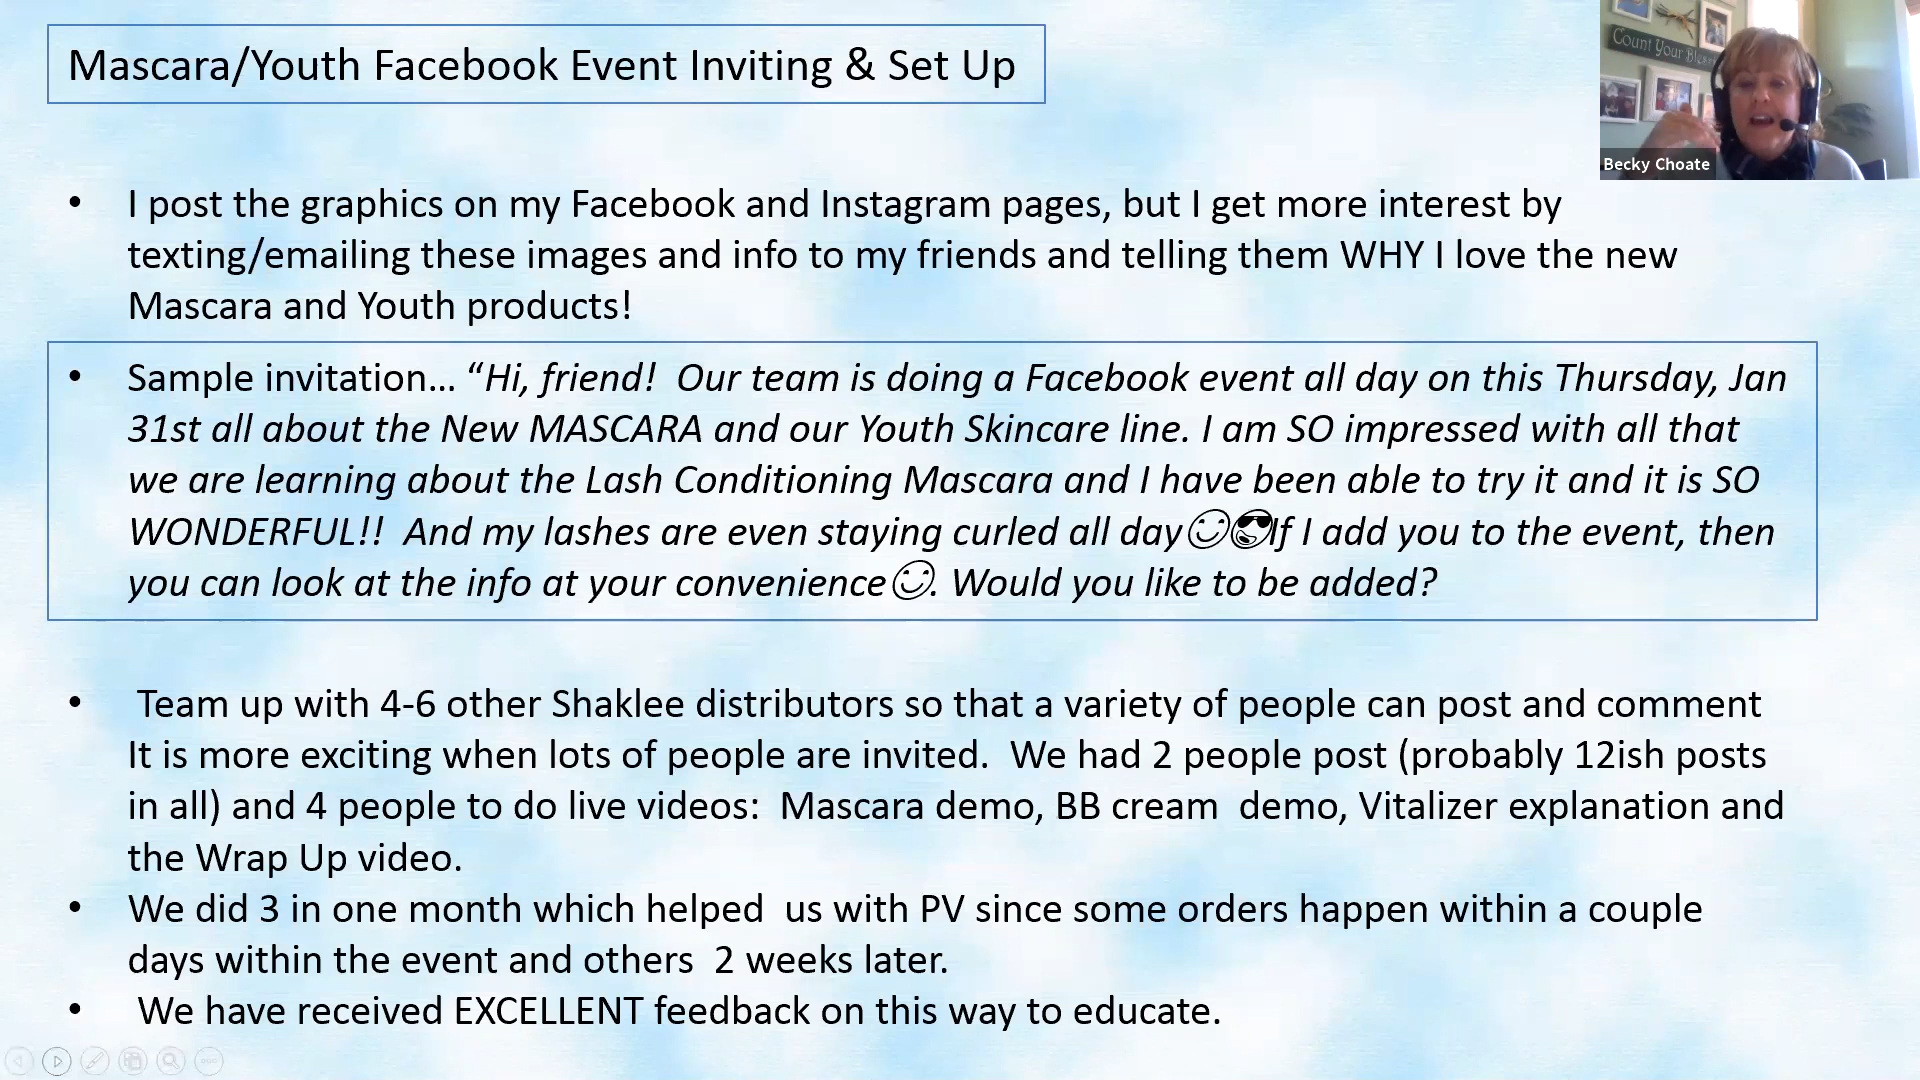 Mascara/Youth Facebook Event Inviting & Set Up
Count Your Bless
Becky Choate
• I post the graphics on my Facebook and Instagram pages, but I get more interest by
texting/emailing these images and info to my friends and telling them WHY I love the new
Mascara and Youth products!
• Sample invitation… “Hi, friend!  Our team is doing a Facebook event all day on this Thursday, Jan
31st all about the New MASCARA and our Youth Skincare line. I am SO impressed with all that
we are learning about the Lash Conditioning Mascara and I have been able to try it and it is SO
WONDERFUL!!  And my lashes are even staying curled all day😊😎If I add you to the event, then
you can look at the info at your convenience😊. Would you like to be added?
• Team up with 4-6 other Shaklee distributors so that a variety of people can post and comment
It is more exciting when lots of people are invited.  We had 2 people post (probably 12ish posts
in all) and 4 people to do live videos:  Mascara demo, BB cream  demo, Vitalizer explanation and
the Wrap Up video.
• We did 3 in one month which helped  us with PV since some orders happen within a couple
days within the event and others  2 weeks later.
• We have received EXCELLENT feedback on this way to educate.